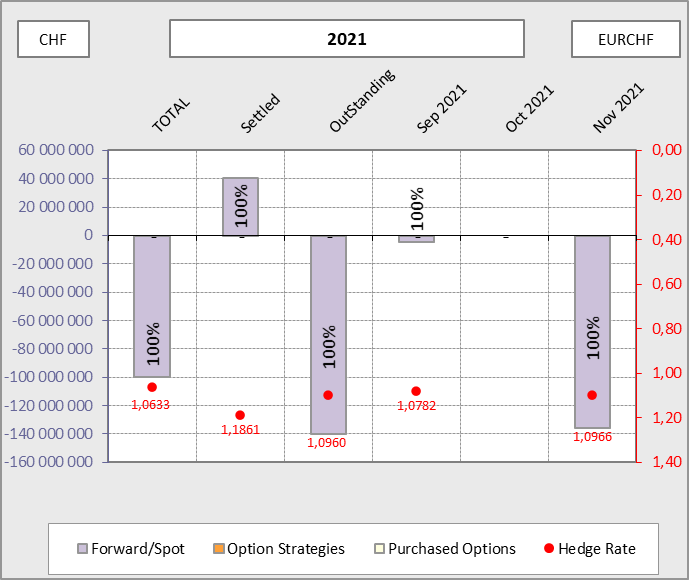 CHF
2021
EURCHF
TOTAL
Settled
OutStanding
Sep 2021
Oct 2021
Nov 2021
60 000 000
40 000 000
20 000 000
0
-20 000 000
-40 000 000
-60 000 000
-80 000 000
-100 000 000
-120 000 000
-140 000 000
-160 000 000
100%
100%
100%
100%
100%
1,0633
1,1861
1,0960
1,0782
1,0966
0,00
0,20
0,40
0,60
0,80
1,00
1,20
1,40
Forward/Spot
Option Strategies
Purchased Options
Hedge Rate